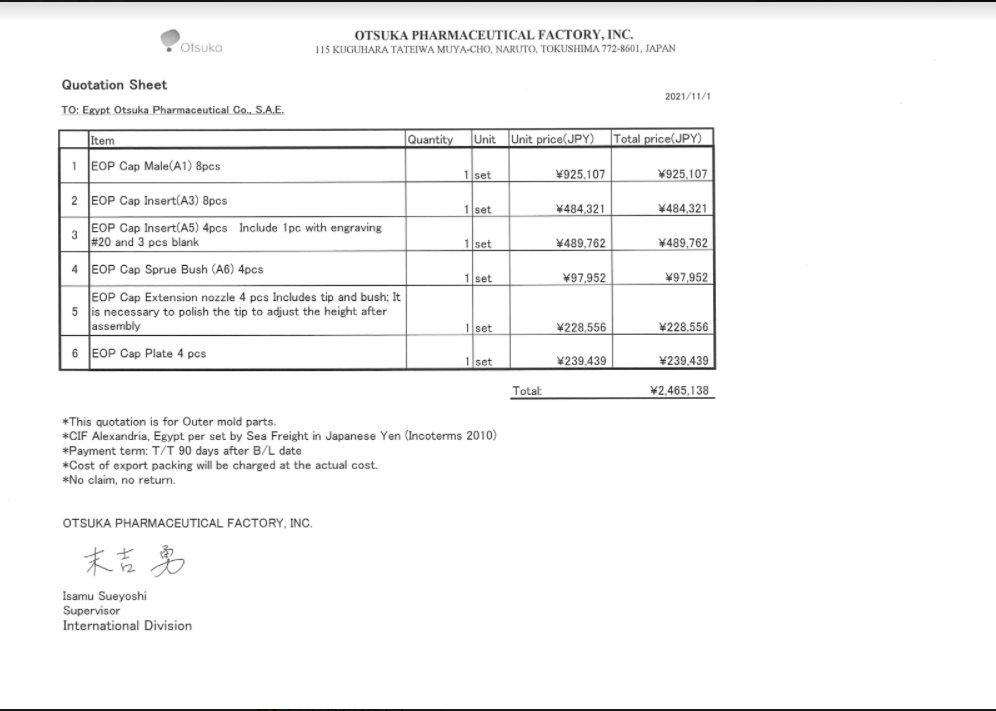 Otsuka
OTSUKA PHARMACEUTICAL FACTORY, INC.
115 KUGUHARA TATEIWA MUYA-CHO, NARUTO, TOKUSHIMA 772-8601, JAPAN
Quotation Sheet
2021/11/1
TO: Egypt Otsuka Pharmaceutical Co., S.A.E.
Item Quantity Unit Unit price(JPY) Total price(JPY)
1 EOP Cap Male(A1) 8pcs 1 set ¥925,107 ¥925,107
2 EOP Cap Insert(A3) 8pcs 1 set ¥484,321 ¥484,321
3 EOP Cap Insert(A5) 4pcs Include 1pc with engraving
#20 and 3 pcs blank 1 set ¥489,762 ¥489,762
4 EOP Cap Sprue Bush (A6) 4pcs 1 set ¥97,952 ¥97,952
EOP Cap Extension nozzle 4 pcs Includes tip and bush; It
5 is necessary to polish the tip to adjust the height after
assembly 1 set ¥228,556 ¥228,556
6 EOP Cap Plate 4 pcs 1 set ¥239,439 ¥239,439
Total: ¥2,465,138
*This quotation is for Outer mold parts.
*CIF Alexandria, Egypt per set by Sea Freight in Japanese Yen (Incoterms 2010)
*Payment term: T/T 90 days after B/L date
*Cost of export packing will be charged at the actual cost.
*No claim, no return.
OTSUKA PHARMACEUTICAL FACTORY, INC.
末吉 勇
Isamu Sueyoshi
Supervisor
International Division